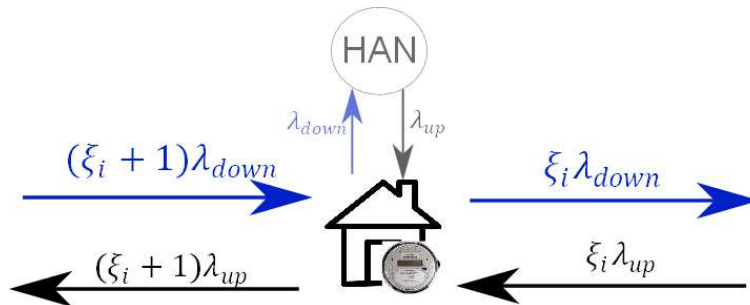 HAN
λ_down
λ_up
(ξ_i + 1)λ_down
ξ_i λ_down
(ξ_i + 1)λ_up
ξ_i λ_up